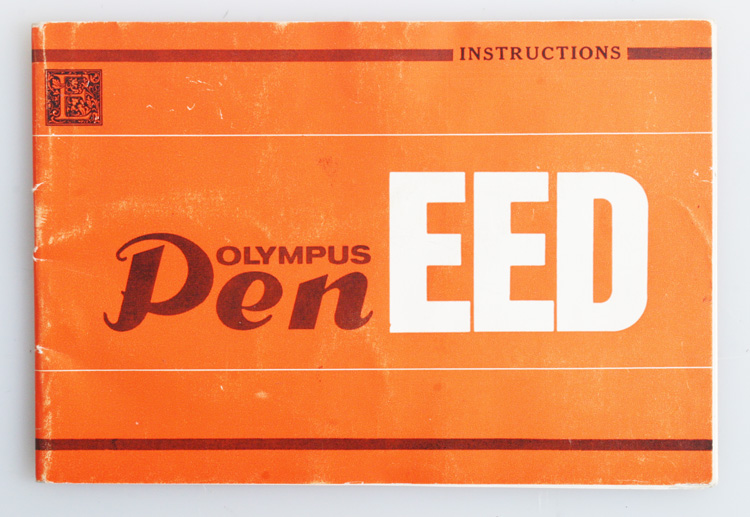 INSTRUCTIONS
E
OLYMPUS
Pen EED